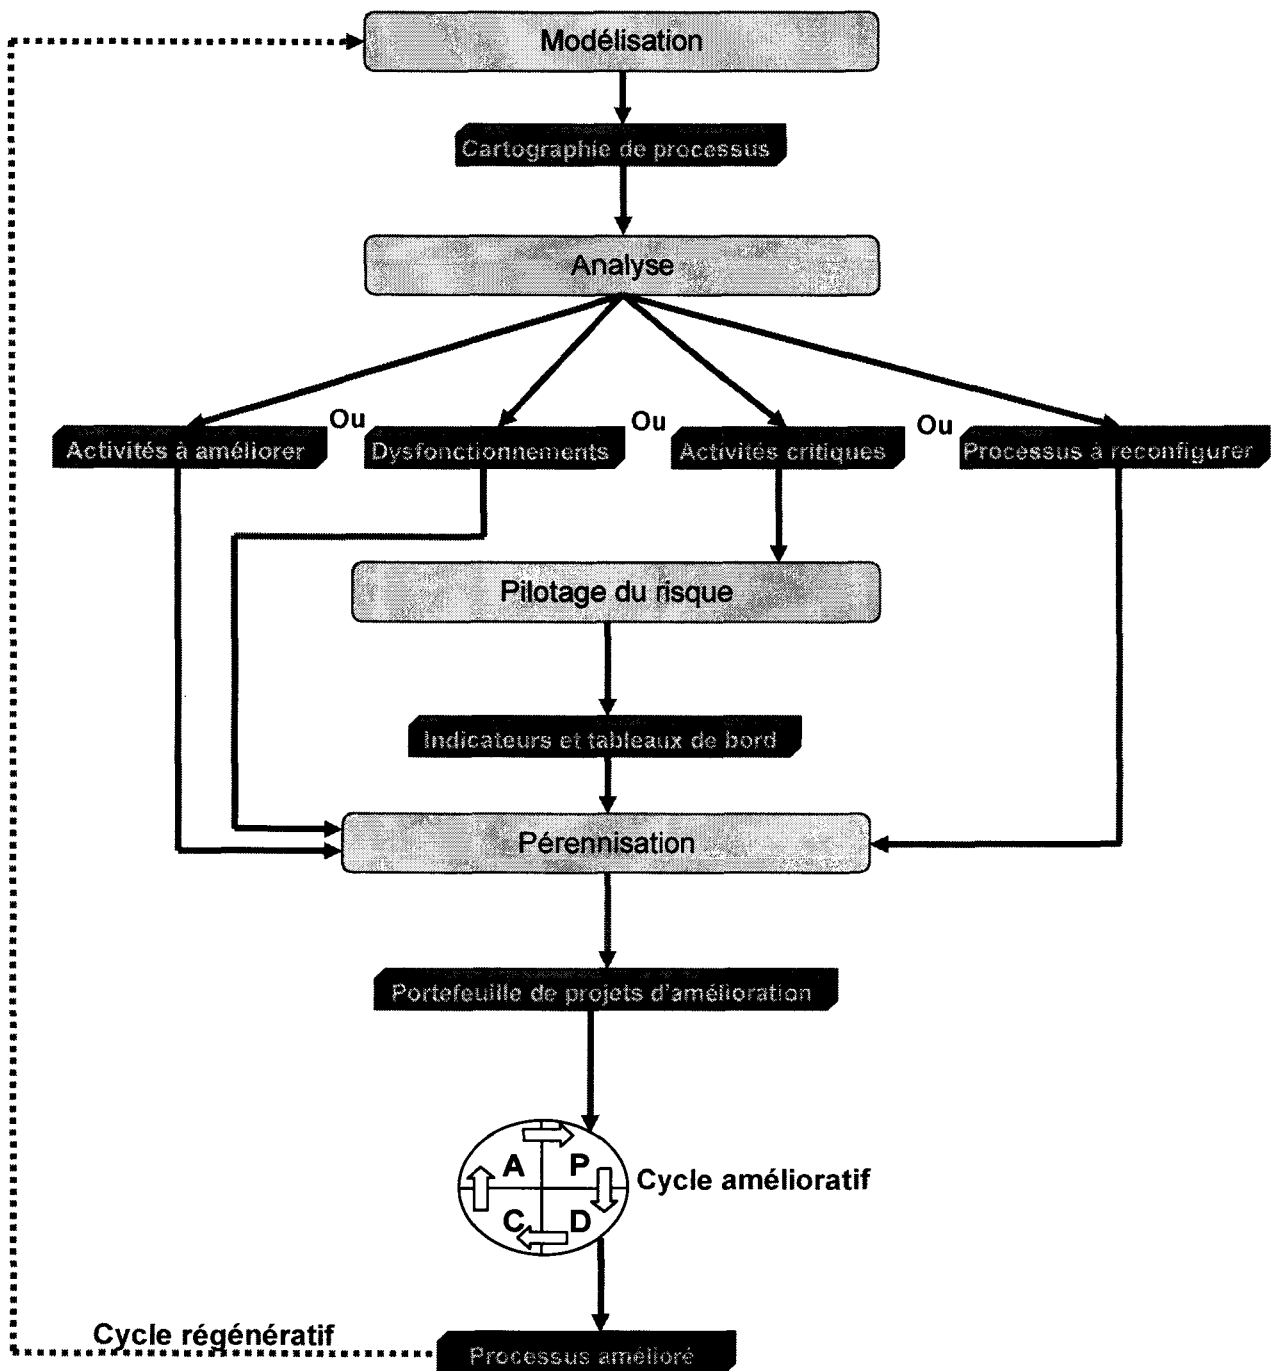 Modélisation
Cartographie de processus
Analyse
Ou
Ou
Ou
Activités à améliorer
Dysfonctionnements
Activités critiques
Processus à reconfigurer
Pilotage du risque
Indicateurs et tableaux de bord
Pérennisation
Portefeuille de projets d'amélioration
A P
C D
Cycle amélioratif
Cycle régénératif
Processus amélioré